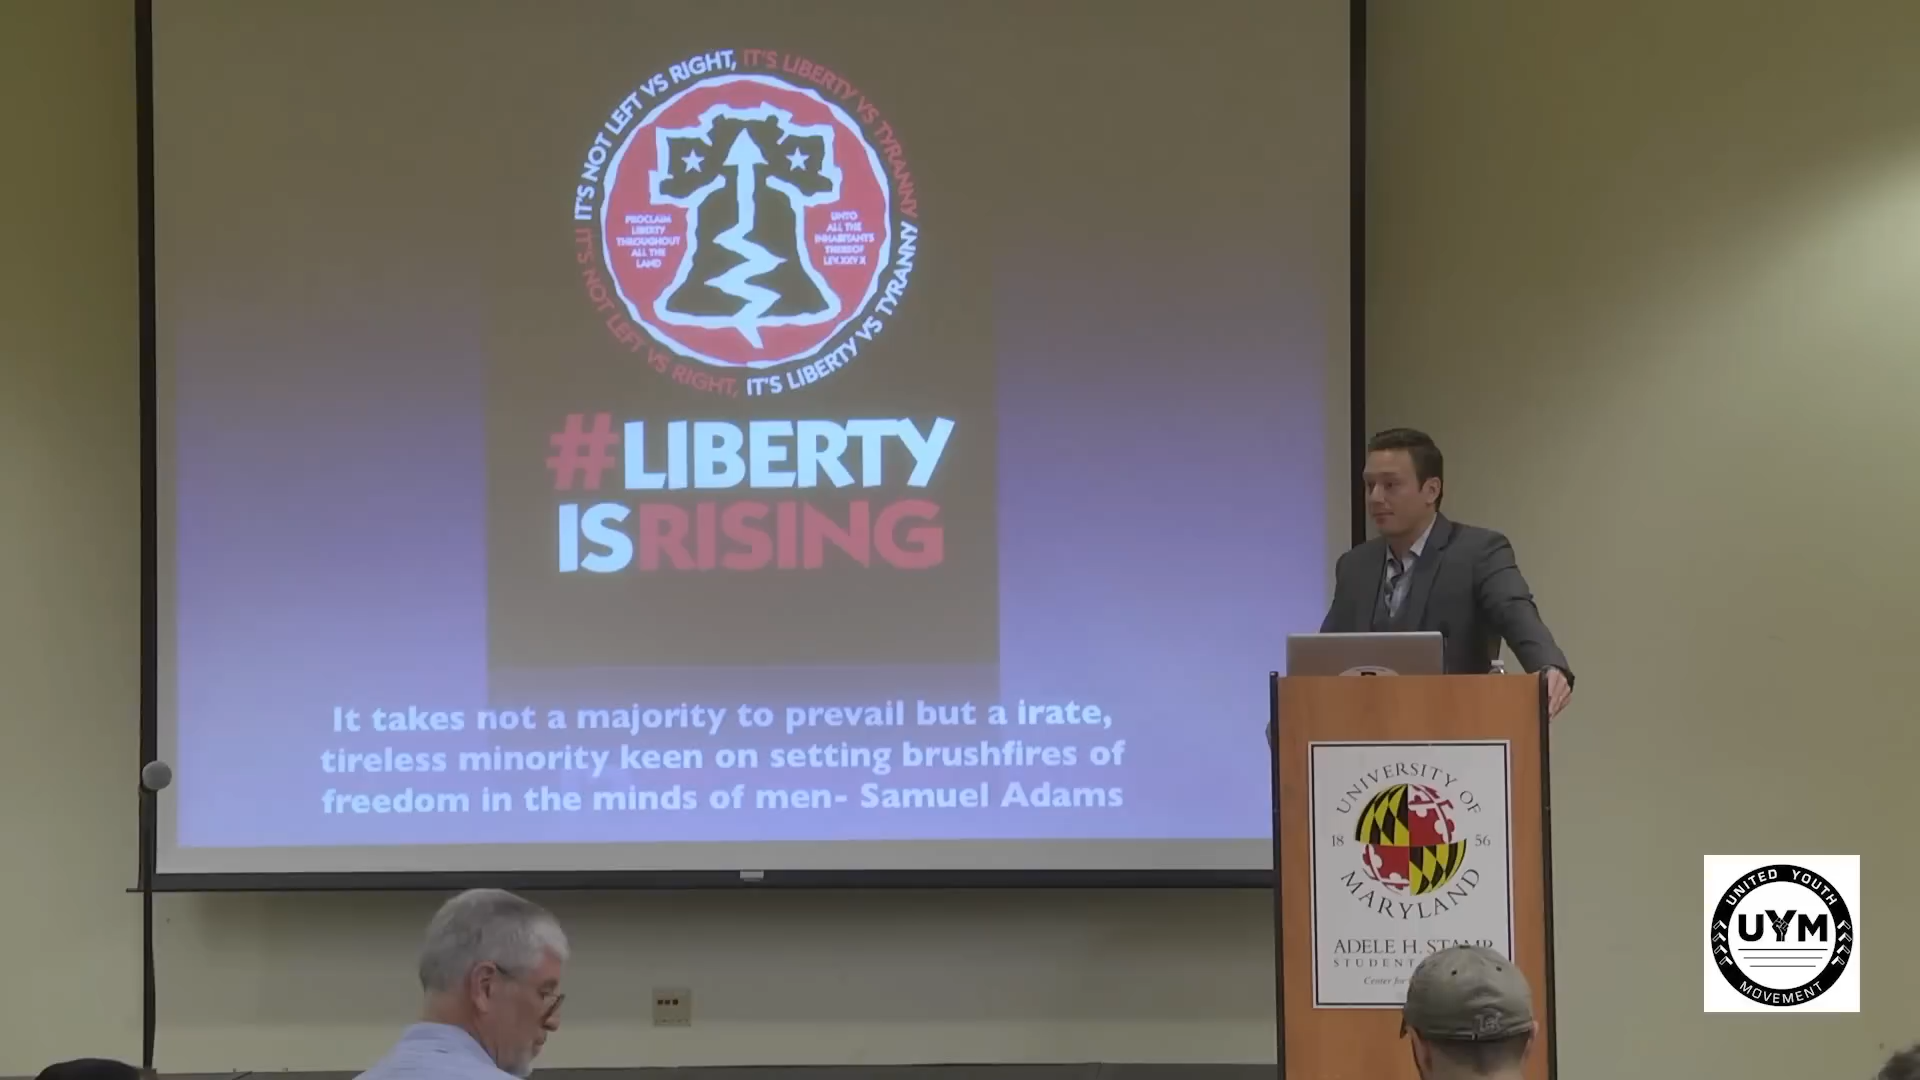 IT'S NOT LEFT VS RIGHT, IT'S LIBERTY VS TYRANNY
IT'S NOT LEFT VS RIGHT, IT'S LIBERTY VS TYRANNY
PROCLAIM
LIBERTY
THROUGHOUT
ALL THE
LAND
UNTO
ALL THE
INHABITANTS
THEREOF
LEV. XXV X
#LIBERTY
ISRISING
It takes not a majority to prevail but a irate,
tireless minority keen on setting brushfires of
freedom in the minds of men- Samuel Adams
UNIVERSITY OF
18 56
MARYLAND
ADELE H. STAMP
STUDENT
Center for
UNITED YOUTH
UYM
MOVEMENT